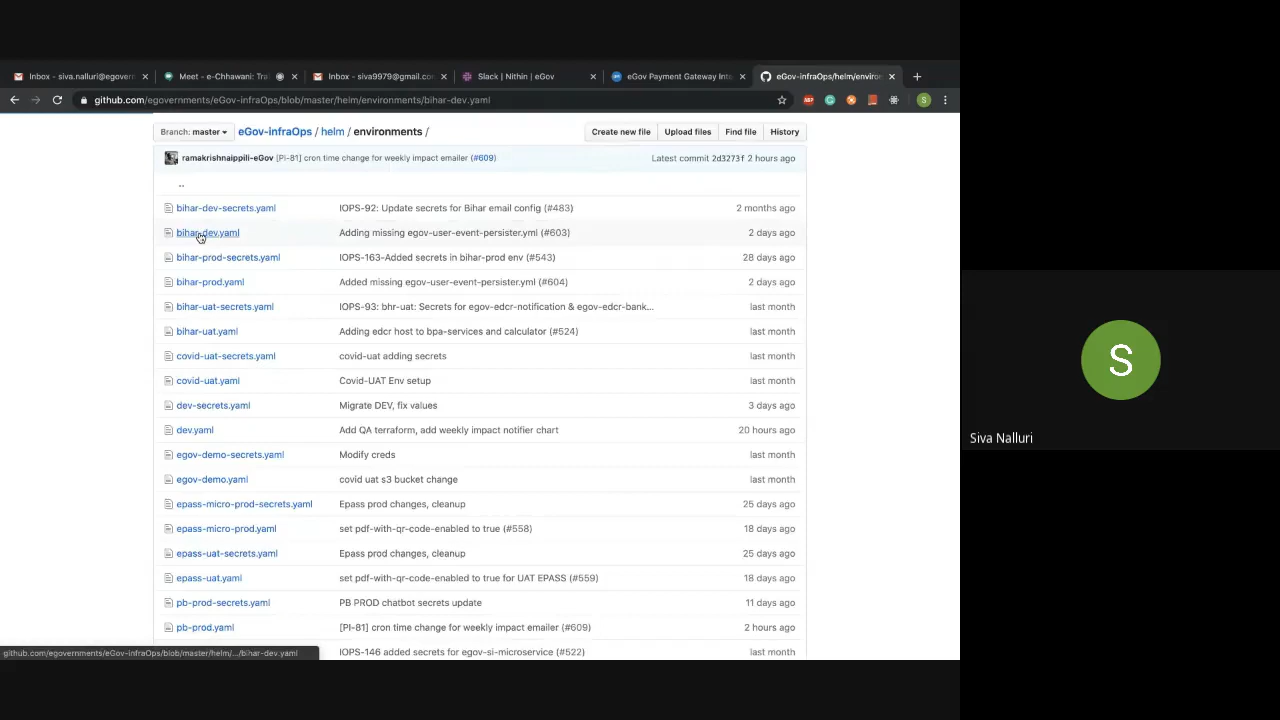 Inbox - siva.nalluri@egovern
Meet - e-Chhawani: Tra
Inbox - siva9979@gmail.co
Slack | Nithin | eGov
eGov Payment Gateway Int
eGov-infraOps/helm/environ
github.com/egovernments/eGov-infraOps/blob/master/helm/environments/bihar-dev.yaml
ABP
S
Branch: master
eGov-infraOps / helm / environments /
Create new file
Upload files
Find file
History
ramakrishnaippili-eGov [PI-81] cron time change for weekly impact emailer (#609)
Latest commit 2d3273f 2 hours ago
..
bihar-dev-secrets.yaml IOPS-92: Update secrets for Bihar email config (#483) 2 months ago
bihar-dev.yaml Adding missing egov-user-event-persister.yml (#603) 2 days ago
bihar-prod-secrets.yaml IOPS-163-Added secrets in bihar-prod env (#543) 28 days ago
bihar-prod.yaml Added missing egov-user-event-persister.yml (#604) 2 days ago
bihar-uat-secrets.yaml IOPS-93: bhr-uat: Secrets for egov-edcr-notification & egov-edcr-bank... last month
bihar-uat.yaml Adding edcr host to bpa-services and calculator (#524) last month
covid-uat-secrets.yaml covid-uat adding secrets last month
covid-uat.yaml Covid-UAT Env setup last month
dev-secrets.yaml Migrate DEV, fix values 3 days ago
dev.yaml Add QA terraform, add weekly impact notifier chart 20 hours ago
egov-demo-secrets.yaml Modify creds last month
egov-demo.yaml covid uat s3 bucket change last month
epass-micro-prod-secrets.yaml Epass prod changes, cleanup 25 days ago
epass-micro-prod.yaml set pdf-with-qr-code-enabled to true (#558) 18 days ago
epass-uat-secrets.yaml Epass prod changes, cleanup 25 days ago
epass-uat.yaml set pdf-with-qr-code-enabled to true for UAT EPASS (#559) 18 days ago
pb-prod-secrets.yaml PB PROD chatbot secrets update 11 days ago
pb-prod.yaml [PI-81] cron time change for weekly impact emailer (#609) 2 hours ago
IOPS-146 added secrets for egov-si-microservice (#522) last month
github.com/egovernments/eGov-infraOps/blob/master/helm/.../bihar-dev.yaml
S
Siva Nalluri